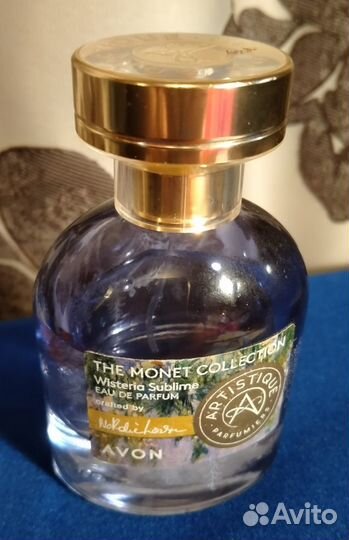 THE MONET COLLECTION
Wisteria Sublime
EAU DE PARFUM
crafted by
AVON
ARTISTIQUE
PARFUMIERS
Avito